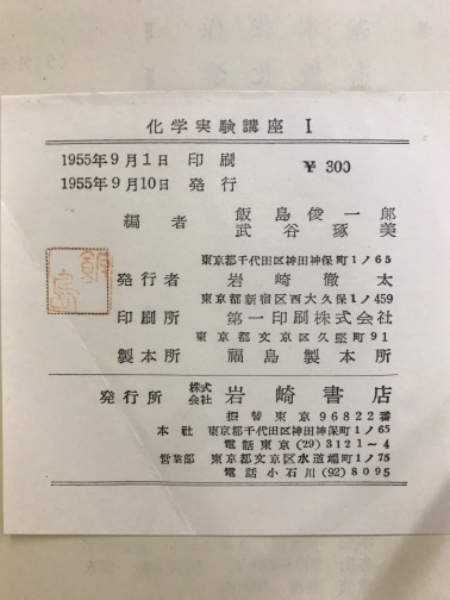 化学実験講座 I
1955年9月1日 印刷 ¥ 300
1955年9月10日 発行
編者 飯島俊一郎
武谷琢美
東京都千代田区神田神保町1ノ65
発行者 岩崎徹太
東京都新宿区西大久保1ノ459
印刷所 第一印刷株式会社
東京都文京区久堅町91
製本所 福島製本所
発行所 株式会社 岩崎書店
振替東京96822番
本社 東京都千代田区神田神保町1ノ65
電話東京(29)3121~4
営業部 東京都文京区水道端町1ノ75
電話小石川(92)8095